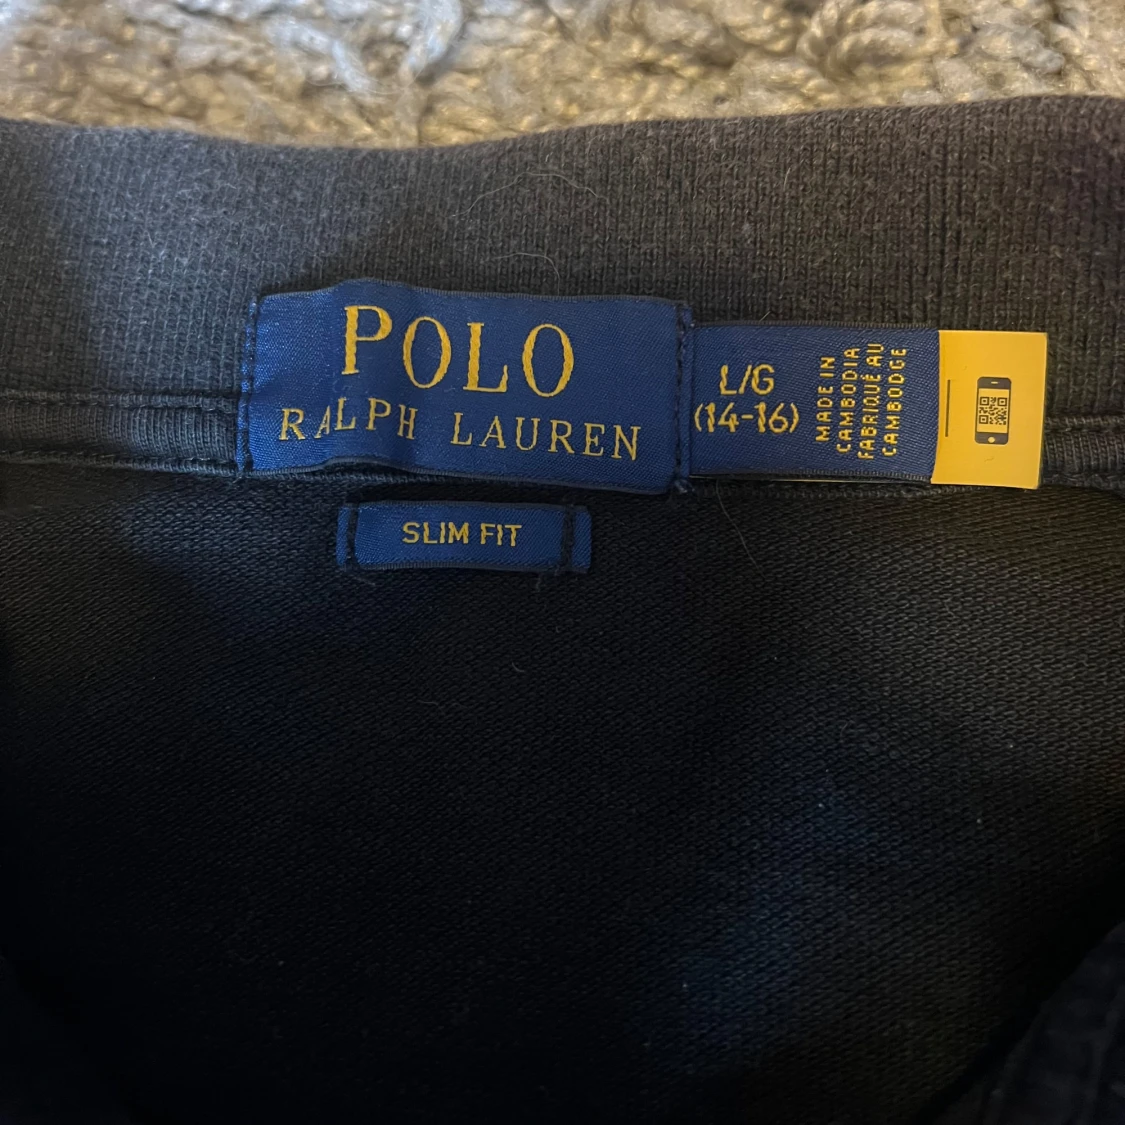 POLO
RALPH LAUREN
L/G
(14-16)
MADE IN
CAMBODIA
FABRIQUÉ AU
CAMBODGE
SLIM FIT